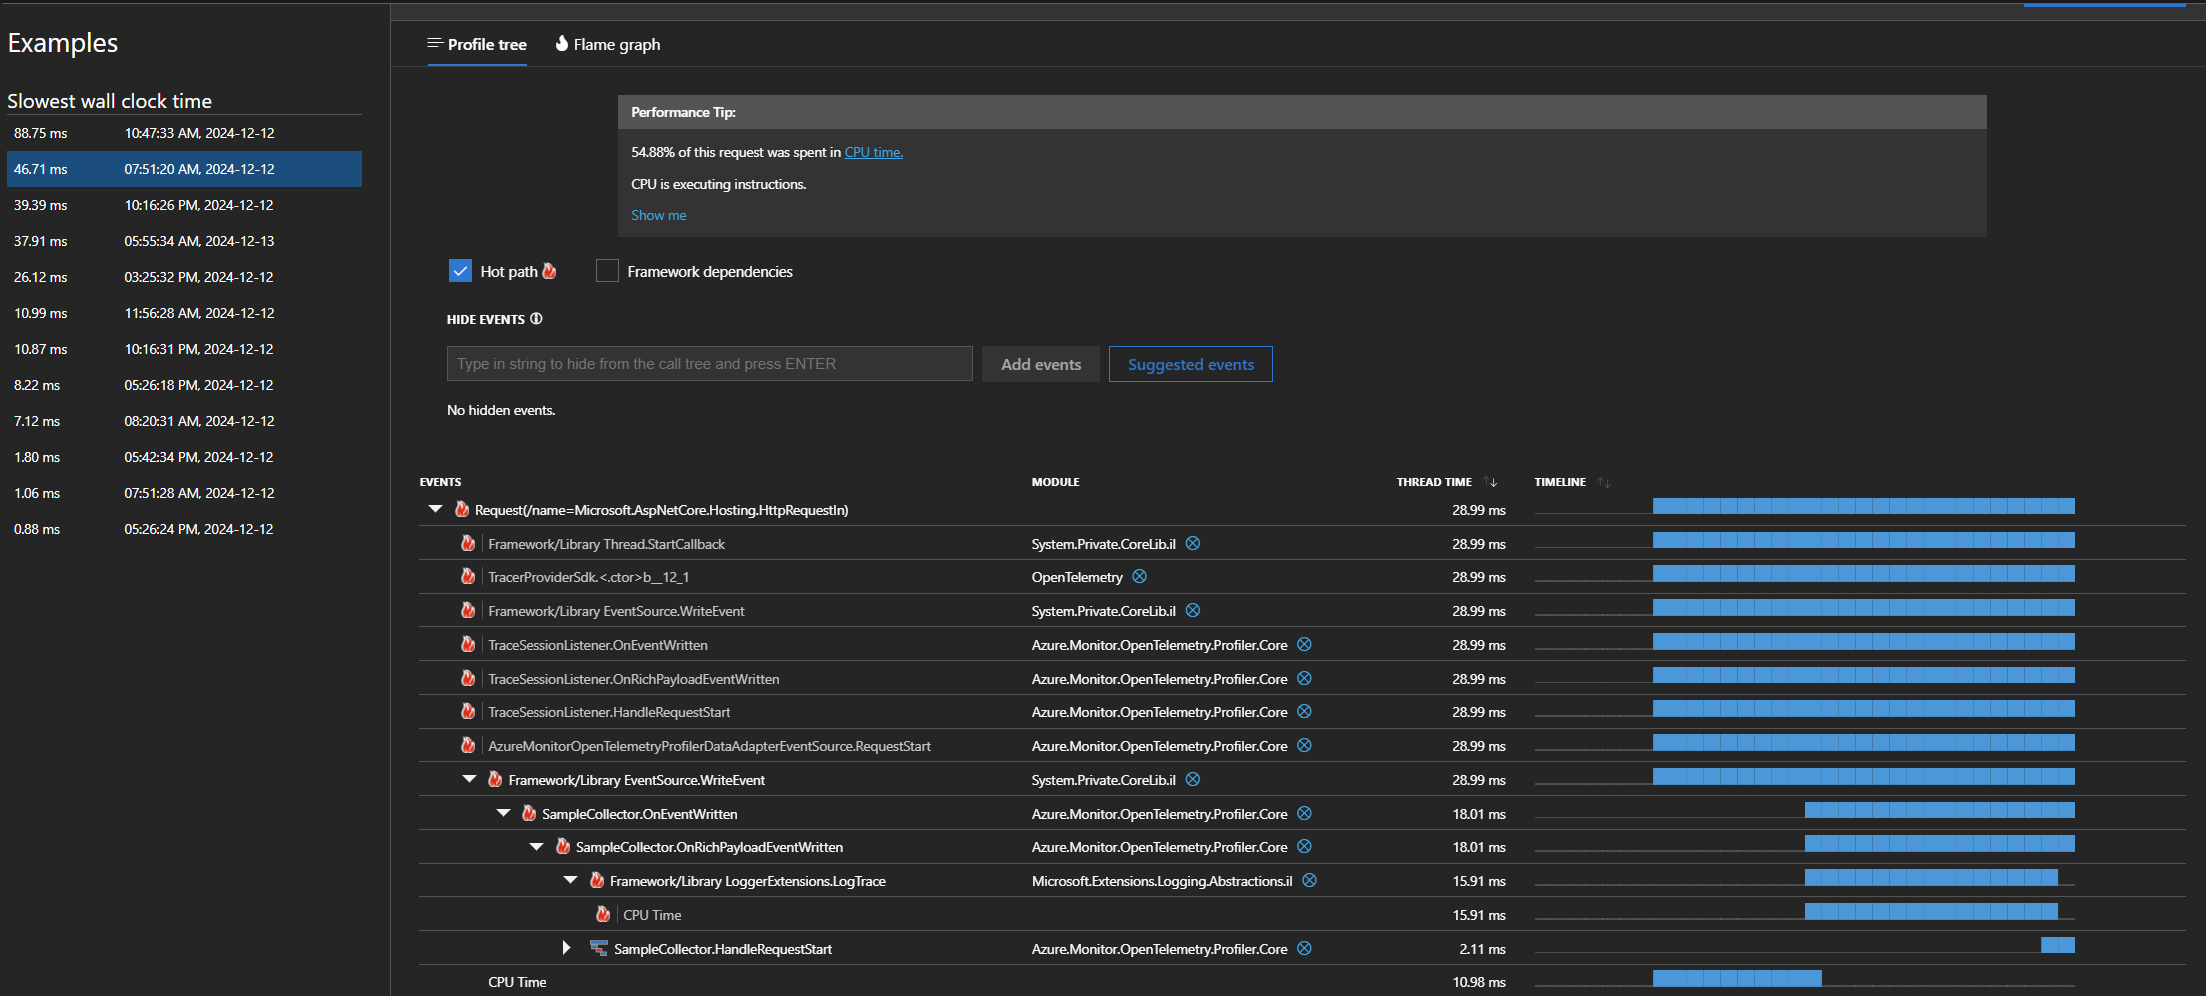 Examples
Slowest wall clock time
88.75 ms 10:47:33 AM, 2024-12-12
46.71 ms 07:51:20 AM, 2024-12-12
39.39 ms 10:16:26 PM, 2024-12-12
37.91 ms 05:55:34 AM, 2024-12-13
26.12 ms 03:25:32 PM, 2024-12-12
10.99 ms 11:56:28 AM, 2024-12-12
10.87 ms 10:16:31 PM, 2024-12-12
8.22 ms 05:26:18 PM, 2024-12-12
7.12 ms 08:20:31 AM, 2024-12-12
1.80 ms 05:42:34 PM, 2024-12-12
1.06 ms 07:51:28 AM, 2024-12-12
0.88 ms 05:26:24 PM, 2024-12-12
Profile tree Flame graph
Performance Tip:
54.88% of this request was spent in CPU time.
CPU is executing instructions.
Show me
Hot path Framework dependencies
HIDE EVENTS
Type in string to hide from the call tree and press ENTER Add events Suggested events
No hidden events.
EVENTS MODULE THREAD TIME TIMELINE
Request(/name=Microsoft.AspNetCore.Hosting.HttpRequestIn) 28.99 ms
Framework/Library Thread.StartCallback System.Private.CoreLib.il 28.99 ms
TracerProviderSdk.<.ctor>b__12_1 OpenTelemetry 28.99 ms
Framework/Library EventSource.WriteEvent System.Private.CoreLib.il 28.99 ms
TraceSessionListener.OnEventWritten Azure.Monitor.OpenTelemetry.Profiler.Core 28.99 ms
TraceSessionListener.OnRichPayloadEventWritten Azure.Monitor.OpenTelemetry.Profiler.Core 28.99 ms
TraceSessionListener.HandleRequestStart Azure.Monitor.OpenTelemetry.Profiler.Core 28.99 ms
AzureMonitorOpenTelemetryProfilerDataAdapterEventSource.RequestStart Azure.Monitor.OpenTelemetry.Profiler.Core 28.99 ms
Framework/Library EventSource.WriteEvent System.Private.CoreLib.il 28.99 ms
SampleCollector.OnEventWritten Azure.Monitor.OpenTelemetry.Profiler.Core 18.01 ms
SampleCollector.OnRichPayloadEventWritten Azure.Monitor.OpenTelemetry.Profiler.Core 18.01 ms
Framework/Library LoggerExtensions.LogTrace Microsoft.Extensions.Logging.Abstractions.il 15.91 ms
CPU Time 15.91 ms
SampleCollector.HandleRequestStart Azure.Monitor.OpenTelemetry.Profiler.Core 2.11 ms
CPU Time 10.98 ms